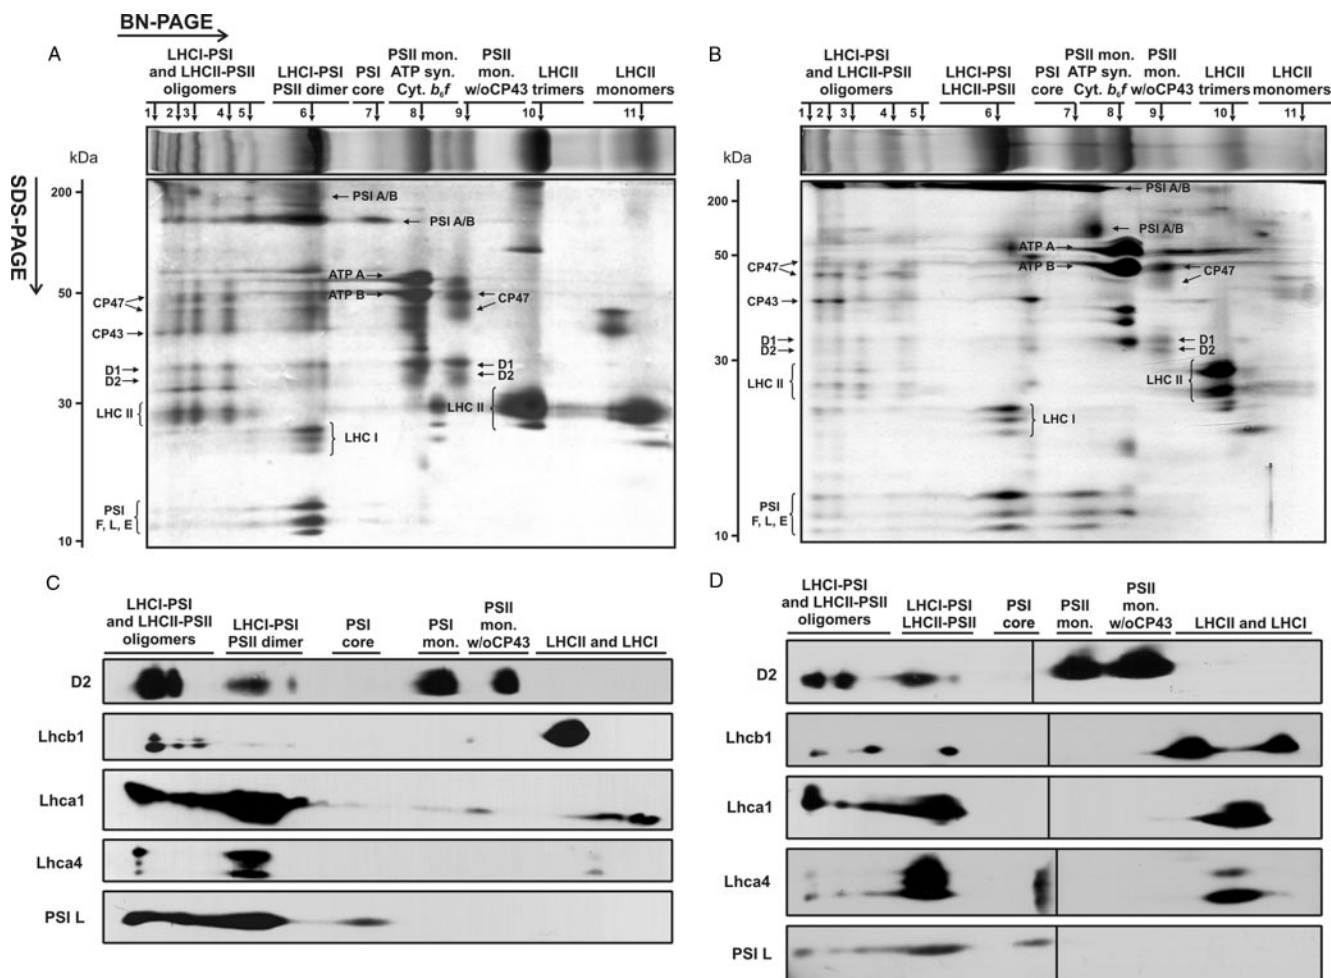 BN-PAGE
A
LHCI-PSI
and LHCII-PSII
oligomers
LHCI-PSI
PSII dimer
PSI
core
PSII mon.
ATP syn.
Cyt. b6f
PSII
mon.
w/oCP43
LHCII
trimers
LHCII
monomers
1 2 3 4 5 6 7 8 9 10 11
kDa
SDS-PAGE
200
50
30
10
PSI A/B
PSI A/B
ATP A
ATP B
CP47
CP47
CP43
D1
D2
D1
D2
LHC II
LHC II
LHC I
PSI
F, L, E
B
LHCI-PSI
and LHCII-PSII
oligomers
LHCI-PSI
LHCII-PSII
PSI
core
PSII mon.
ATP syn.
Cyt. b6f
PSII
mon.
w/oCP43
LHCII
trimers
LHCII
monomers
1 2 3 4 5 6 7 8 9 10 11
kDa
200
50
30
10
PSI A/B
PSI A/B
ATP A
ATP B
CP47
CP47
CP43
D1
D2
D1
D2
LHC II
LHC II
LHC I
PSI
F, L, E
C
LHCI-PSI
and LHCII-PSII
oligomers
LHCI-PSI
PSII dimer
PSI
core
PSI
mon.
PSII
mon.
w/oCP43
LHCII and LHCI
D2
Lhcb1
Lhca1
Lhca4
PSI L
D
LHCI-PSI
and LHCII-PSII
oligomers
LHCI-PSI
LHCII-PSII
PSI
core
PSII
mon.
PSII
mon.
w/oCP43
LHCII and LHCI
D2
Lhcb1
Lhca1
Lhca4
PSI L